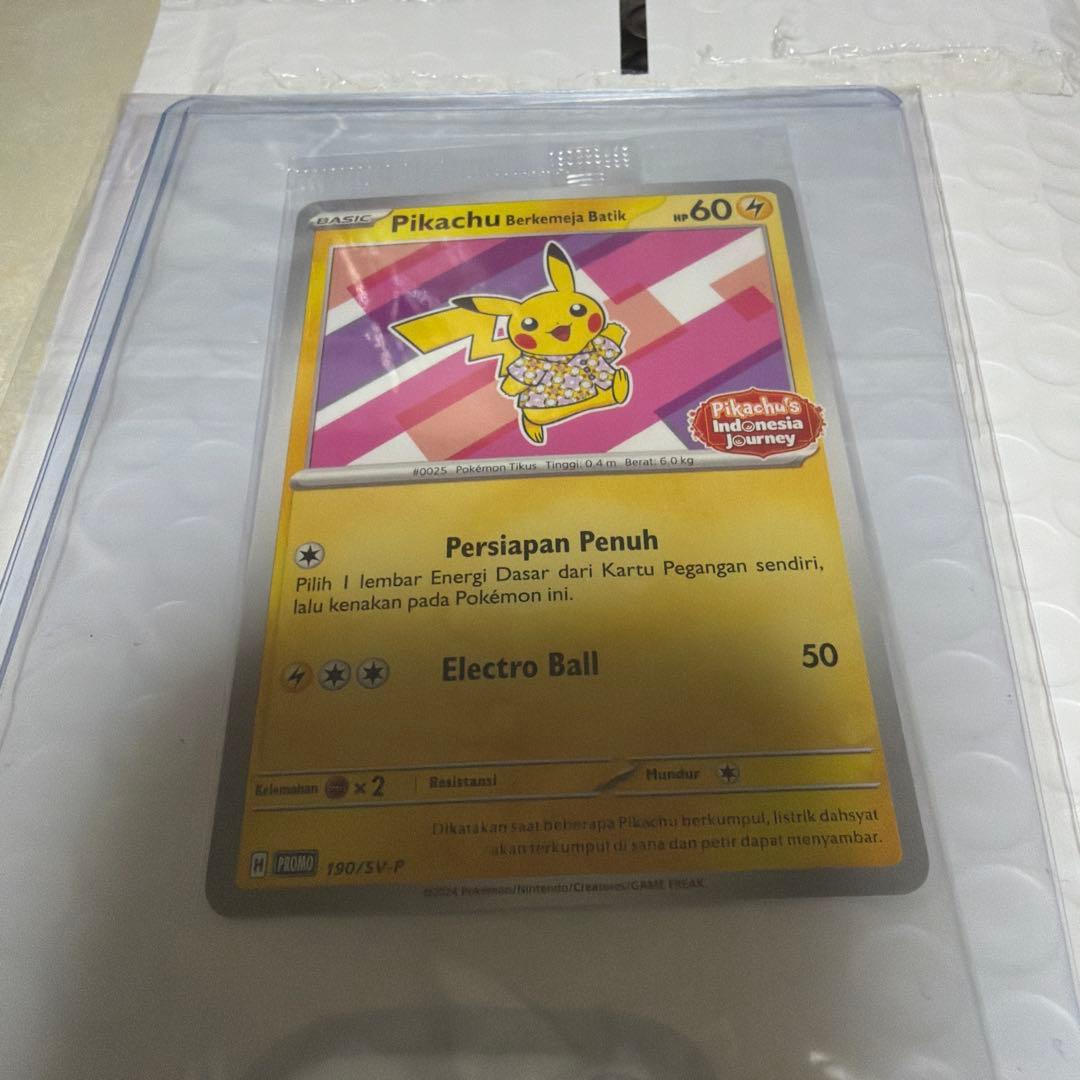 BASIC Pikachu Berkemeja Batik HP 60
Pikachu's
Indonesia
Journey
#0025 Pokémon Tikus Tinggi: 0.4 m Berat: 6.0 kg
Persiapan Penuh
Pilih 1 lembar Energi Dasar dari Kartu Pegangan sendiri,
lalu kenakan pada Pokémon ini.
Electro Ball 50
Kelemahan ×2 Resistansi Mundur
Dikatakan saat beberapa Pikachu berkumpul, listrik dahsyat
akan terkumpul di sana dan petir dapat menyambar.
H PROMO 190/SV-P
©2024 Pokémon/Nintendo/Creatures/GAME FREAK